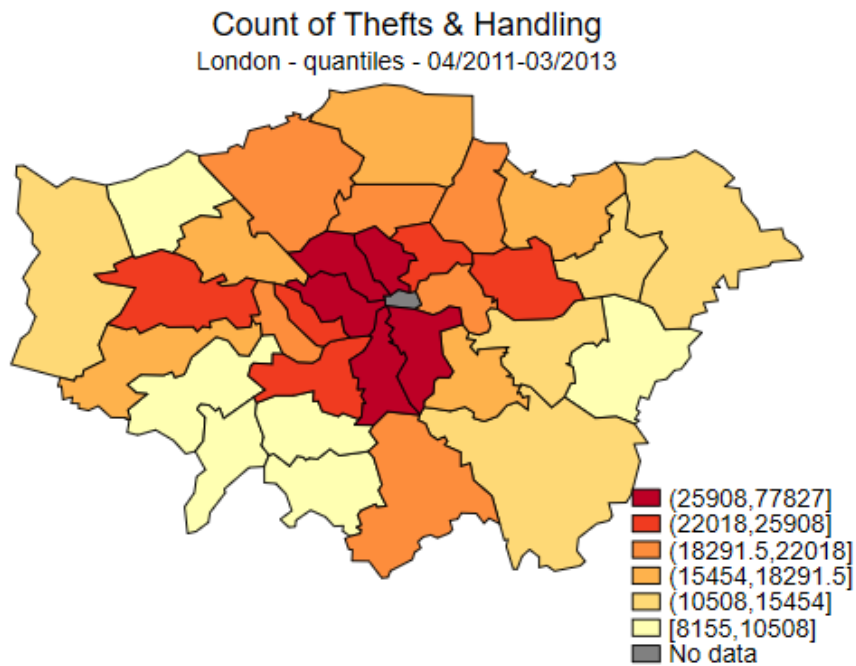 Count of Thefts & Handling
London - quantiles - 04/2011-03/2013
(25908,77827]
(22018,25908]
(18291.5,22018]
(15454,18291.5]
(10508,15454]
[8155,10508]
No data